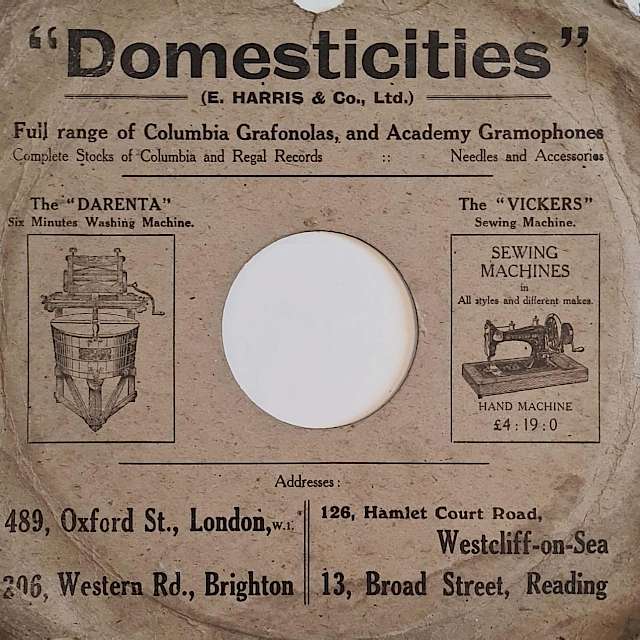 "Domesticities"
(E. HARRIS & Co., Ltd.)
Full range of Columbia Grafonolas, and Academy Gramophones
Complete Stocks of Columbia and Regal Records :: Needles and Accessories
The "DARENTA"
Six Minutes Washing Machine.
The "VICKERS"
Sewing Machine.
SEWING
MACHINES
in
All styles and different makes.
HAND MACHINE
£4 : 19 : 0
Addresses :
489, Oxford St., London, W.1.
206, Western Rd., Brighton
126, Hamlet Court Road,
Westcliff-on-Sea
13, Broad Street, Reading